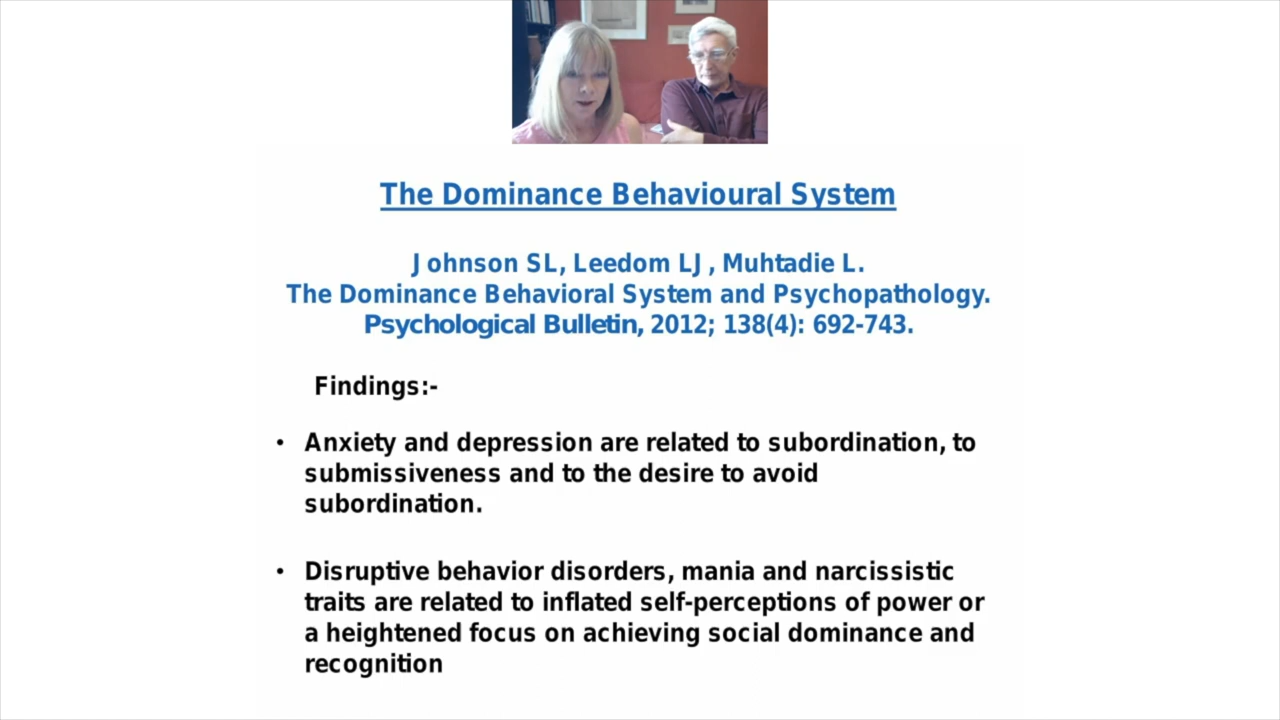 The Dominance Behavioural System
Johnson SL, Leedom LJ, Muhtadie L.
The Dominance Behavioral System and Psychopathology.
Psychological Bulletin, 2012; 138(4): 692-743.
Findings:-
• Anxiety and depression are related to subordination, to
submissiveness and to the desire to avoid
subordination.
• Disruptive behavior disorders, mania and narcissistic
traits are related to inflated self-perceptions of power or
a heightened focus on achieving social dominance and
recognition